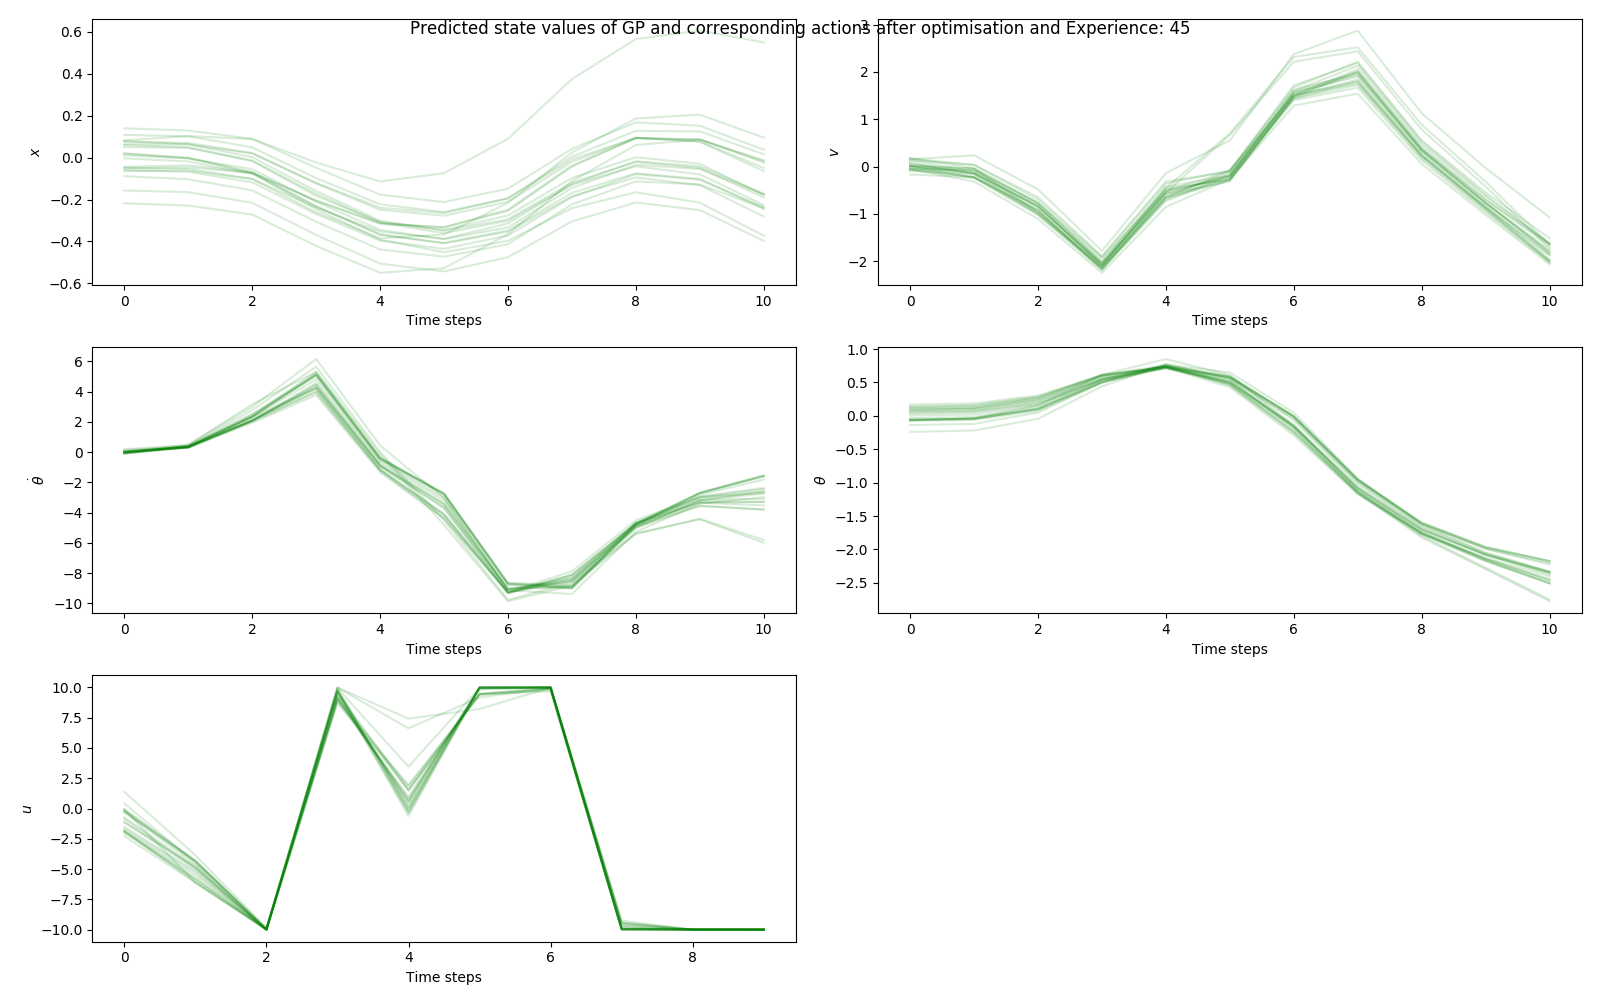 Predicted state values of GP and corresponding actions after optimisation and Experience: 45
0.6
0.4
0.2
0.0
−0.2
−0.4
−0.6
x
0 2 4 6 8 10
Time steps
3
2
1
0
−1
−2
v
0 2 4 6 8 10
Time steps
6
4
2
0
−2
−4
−6
−8
−10
θ̇
0 2 4 6 8 10
Time steps
1.0
0.5
0.0
−0.5
−1.0
−1.5
−2.0
−2.5
θ
0 2 4 6 8 10
Time steps
10.0
7.5
5.0
2.5
0.0
−2.5
−5.0
−7.5
−10.0
u
0 2 4 6 8
Time steps